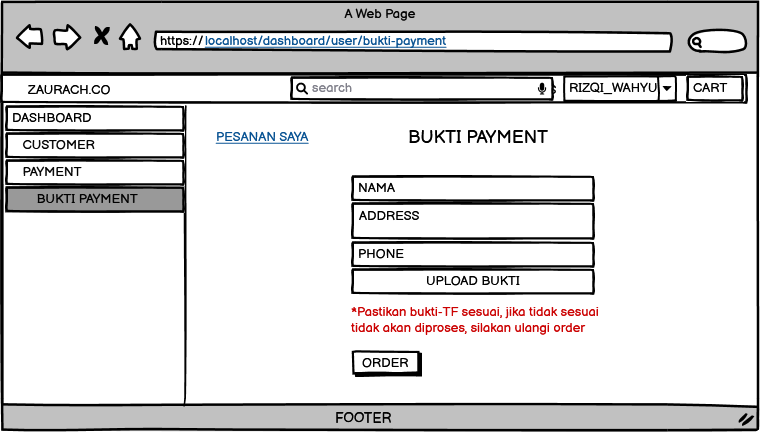 A Web Page
https://localhost/dashboard/user/bukti-payment
ZAURACH.CO
search
RIZQI_WAHYU
CART
DASHBOARD
CUSTOMER
PAYMENT
BUKTI PAYMENT
PESANAN SAYA
BUKTI PAYMENT
NAMA
ADDRESS
PHONE
UPLOAD BUKTI
*Pastikan bukti-TF sesuai, jika tidak sesuai
tidak akan diproses, silakan ulangi order
ORDER
FOOTER